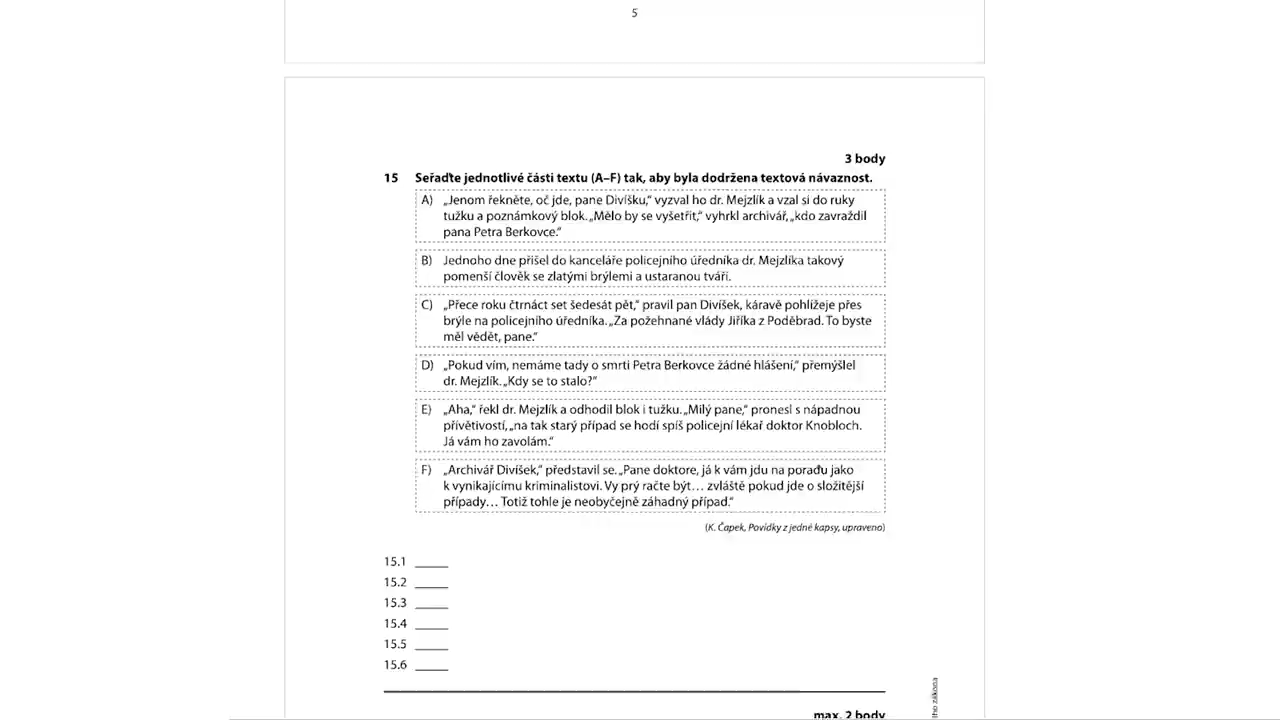 5
3 body
15 Seřaďte jednotlivé části textu (A–F) tak, aby byla dodržena textová návaznost.
A) „Jenom řekněte, oč jde, pane Divíšku,“ vyzval ho dr. Mejzlík a vzal si do ruky
tužku a poznámkový blok. „Mělo by se vyšetřit,“ vyhrkl archivář, „kdo zavraždil
pana Petra Berkovce.“
B) Jednoho dne přišel do kanceláře policejního úředníka dr. Mejzlíka takový
pomenší člověk se zlatými brýlemi a ustaranou tváří.
C) „Přece roku čtrnáct set šedesát pět,“ pravil pan Divíšek, káravě pohlížeje přes
brýle na policejního úředníka. „Za požehnané vlády Jiříka z Poděbrad. To byste
měl vědět, pane.“
D) „Pokud vím, nemáme tady o smrti Petra Berkovce žádné hlášení,“ přemýšlel
dr. Mejzlík. „Kdy se to stalo?“
E) „Aha,“ řekl dr. Mejzlík a odhodil blok i tužku. „Milý pane,“ pronesl s nápadnou
přívětivostí, „na tak starý případ se hodí spíš policejní lékař doktor Knobloch.
Já vám ho zavolám.“
F) „Archivář Divíšek,“ představil se. „Pane doktore, já k vám jdu na poradu jako
k vynikajícímu kriminalistovi. Vy prý račte být… zvláště pokud jde o složitější
případy… Totiž tohle je neobyčejně záhadný případ.“
(K. Čapek, Povídky z jedné kapsy, upraveno)
15.1 _____
15.2 _____
15.3 _____
15.4 _____
15.5 _____
15.6 _____
max. 2 body
ho zákona